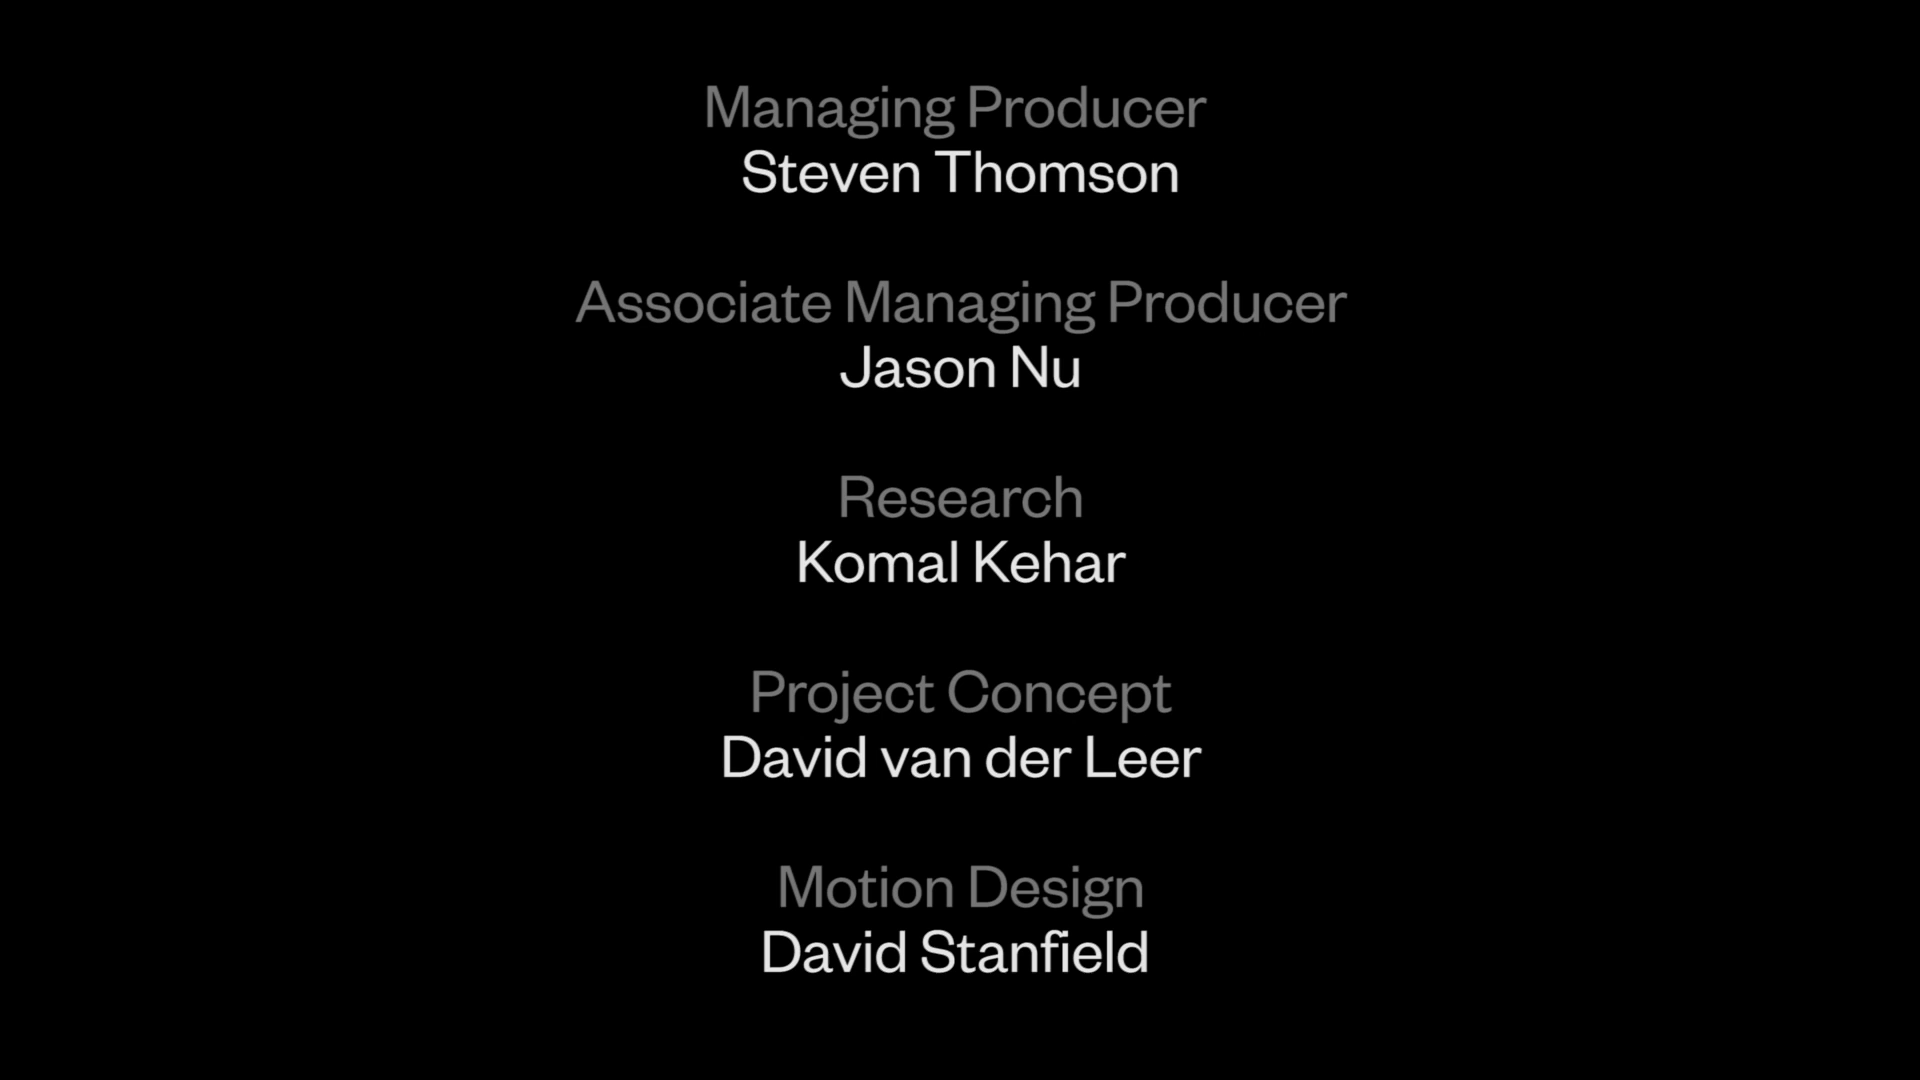 Managing Producer
Steven Thomson
Associate Managing Producer
Jason Nu
Research
Komal Kehar
Project Concept
David van der Leer
Motion Design
David Stanfield